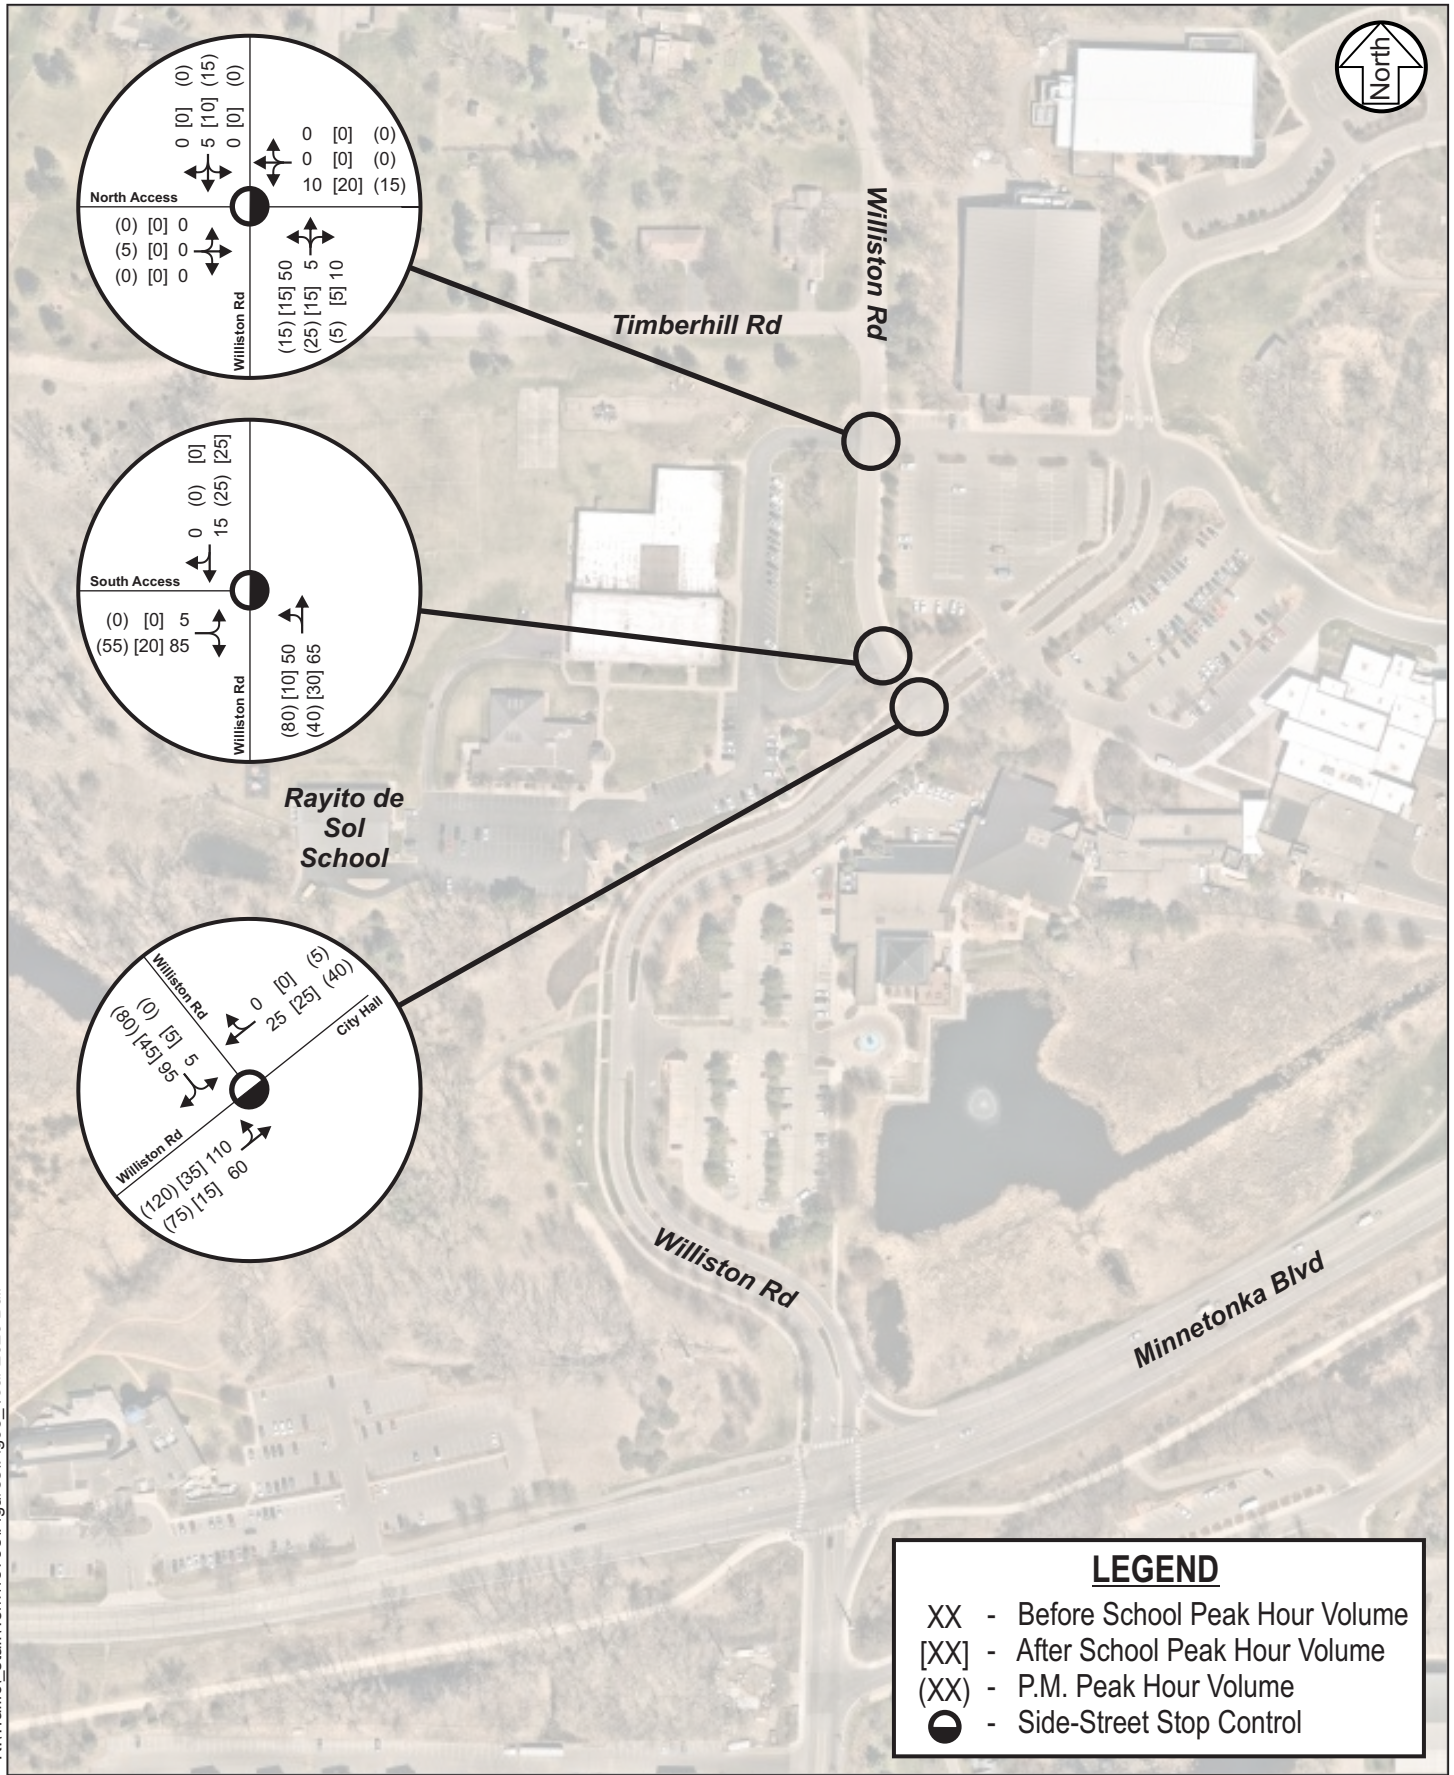 North
0 [0] (0)
5 [10] (15)
0 [0] (0)
0 [0] (0)
0 [0] (0)
10 [20] (15)
North Access
(0) [0] 0
(5) [0] 0
(0) [0] 0
(15) [15] 50
(25) [15] 5
(5) [5] 10
Williston Rd
Williston Rd
Timberhill Rd
0 (0) [0]
15 (25) [25]
South Access
(0) [0] 5
(55) [20] 85
(80) [10] 50
(40) [30] 65
Williston Rd
Rayito de
Sol
School
Williston Rd
0 [0] (5)
25 [25] (40)
City Hall
(0) [5] 5
(80) [45] 95
Williston Rd
(120) [35] 110
(75) [15] 60
Williston Rd
Minnetonka Blvd
LEGEND
XX - Before School Peak Hour Volume
[XX] - After School Peak Hour Volume
(XX) - P.M. Peak Hour Volume
- Side-Street Stop Control